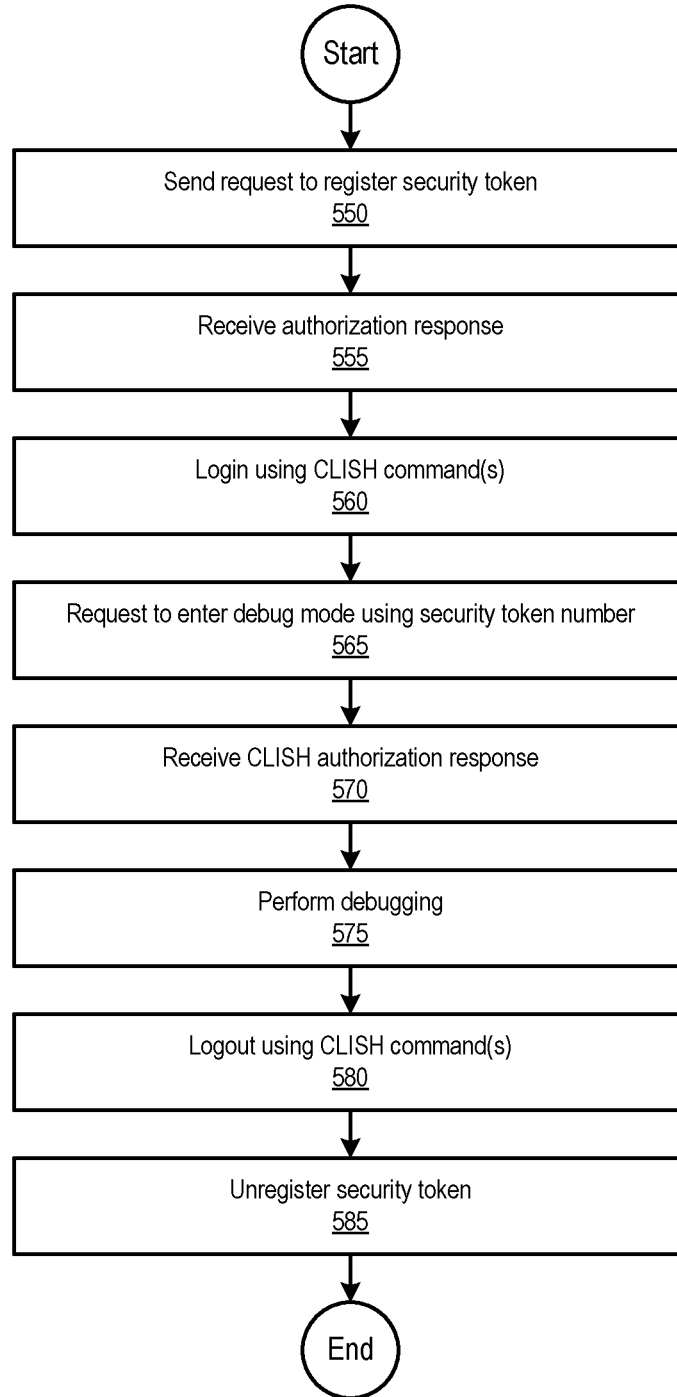 Start
Send request to register security token
550
Receive authorization response
555
Login using CLISH command(s)
560
Request to enter debug mode using security token number
565
Receive CLISH authorization response
570
Perform debugging
575
Logout using CLISH command(s)
580
Unregister security token
585
End